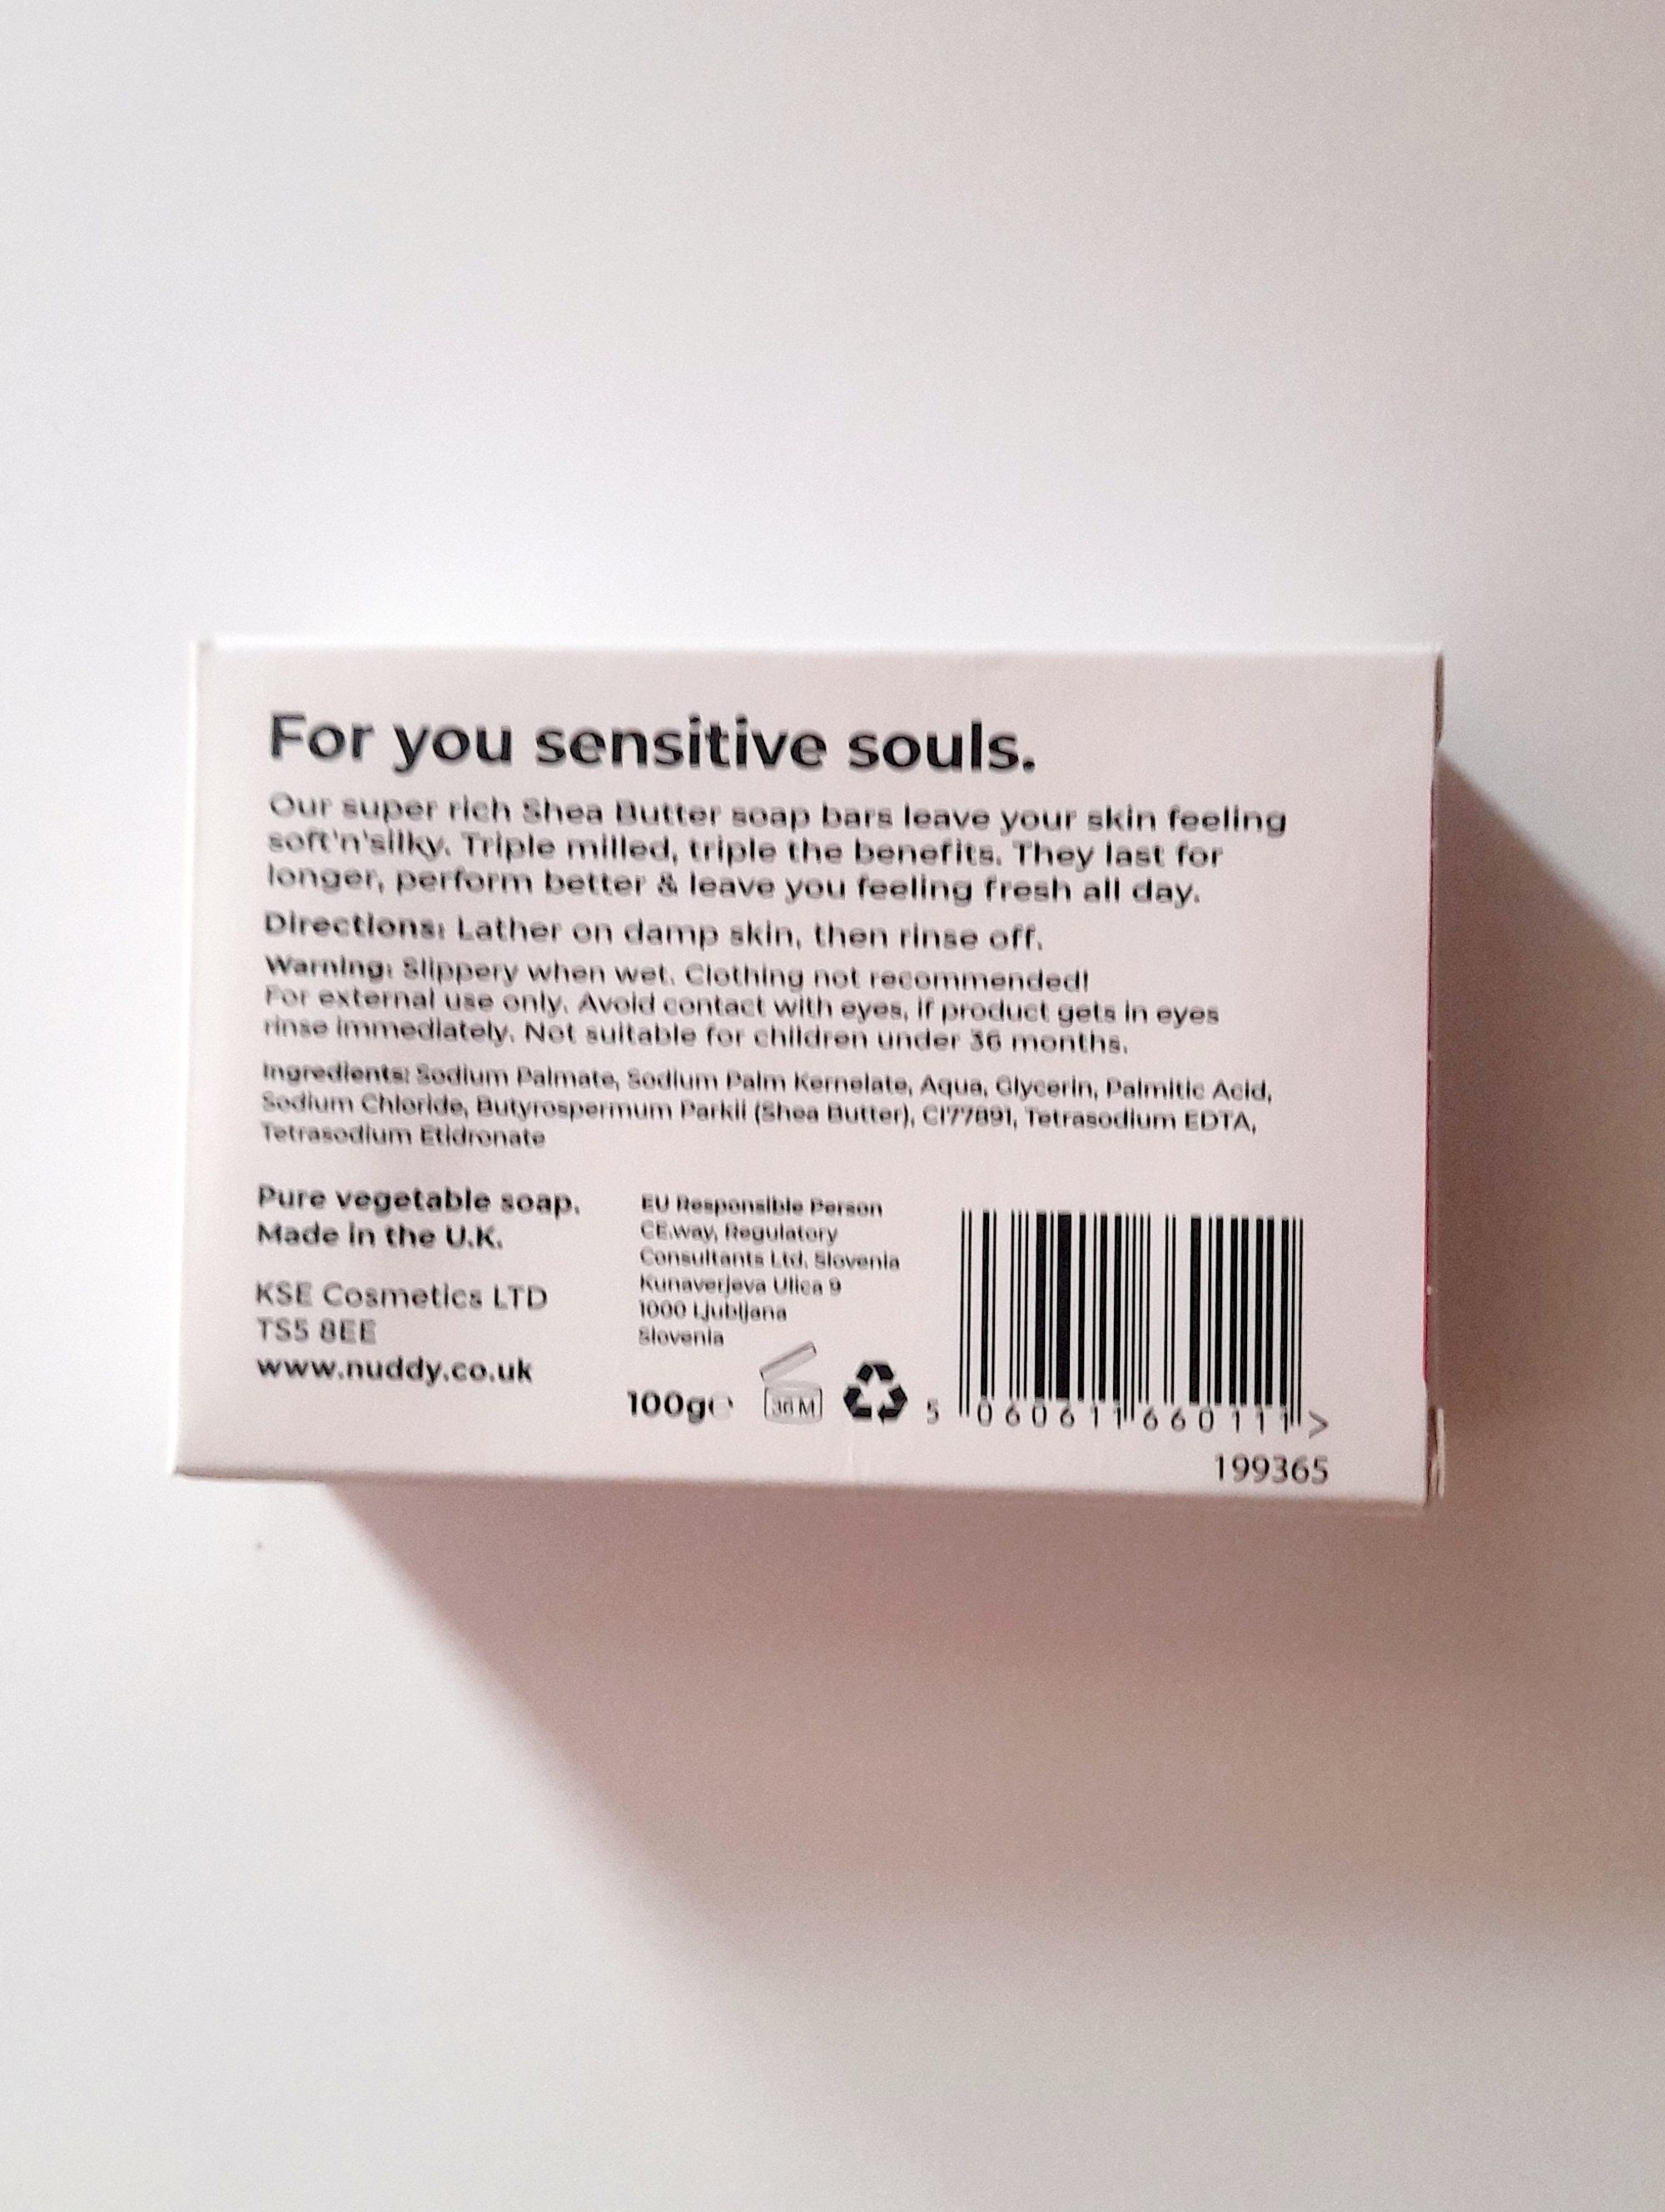 For you sensitive souls.
Our super rich Shea Butter soap bars leave your skin feeling
soft'n'silky. Triple milled, triple the benefits. They last for
longer, perform better & leave you feeling fresh all day.
Directions: Lather on damp skin, then rinse off.
Warning: Slippery when wet. Clothing not recommended!
For external use only. Avoid contact with eyes, if product gets in eyes
rinse immediately. Not suitable for children under 36 months.
Ingredients: Sodium Palmate, Sodium Palm Kernelate, Aqua, Glycerin, Palmitic Acid,
Sodium Chloride, Butyrospermum Parkii (Shea Butter), CI77891, Tetrasodium EDTA,
Tetrasodium Etidronate
Pure vegetable soap.
Made in the U.K.
KSE Cosmetics LTD
TS5 8EE
www.nuddy.co.uk
EU Responsible Person
CE.way, Regulatory
Consultants Ltd. Slovenia
Kunaverjeva Ulica 9
1000 Ljubljana
Slovenia
100g℮
36M
5 060611 660111 >
199365